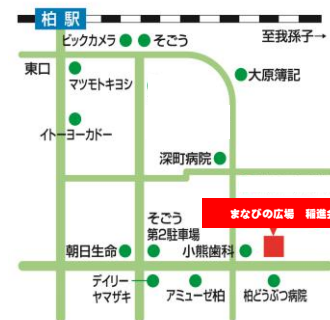 柏駅
ビックカメラ そごう
至我孫子→
東口
マツモトキヨシ
大原簿記
イトーヨーカドー
深町病院
まなびの広場 稲進
そごう
第2駐車場
朝日生命
小熊歯科
デイリー
ヤマザキ
アミューゼ柏
柏どうぶつ病院